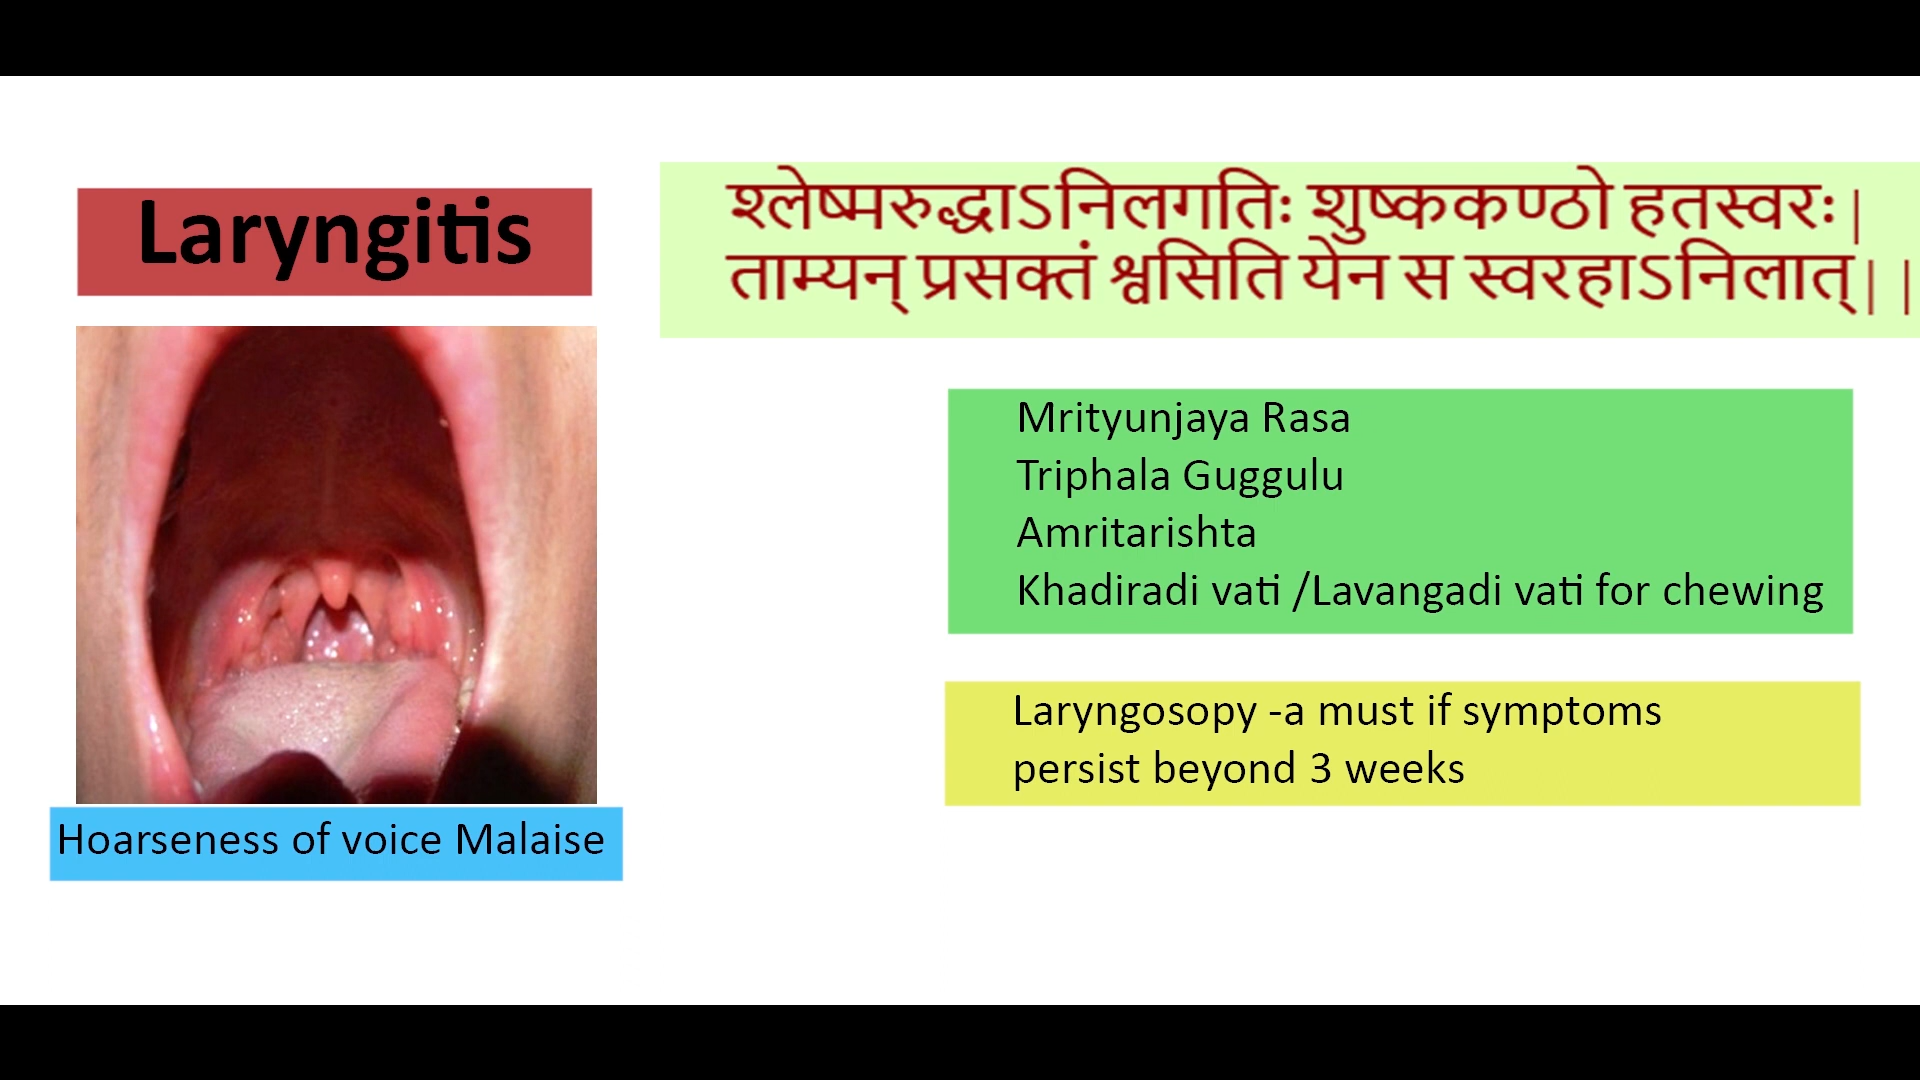 Laryngitis
श्लेष्मरुद्धाऽनिलगतिः शुष्ककण्ठो हतस्वरः|
ताम्यन् प्रसक्तं श्वसिति येन स स्वरहाऽनिलात्||
Mrityunjaya Rasa
Triphala Guggulu
Amritarishta
Khadiradi vati /Lavangadi vati for chewing
Laryngosopy -a must if symptoms
persist beyond 3 weeks
Hoarseness of voice Malaise